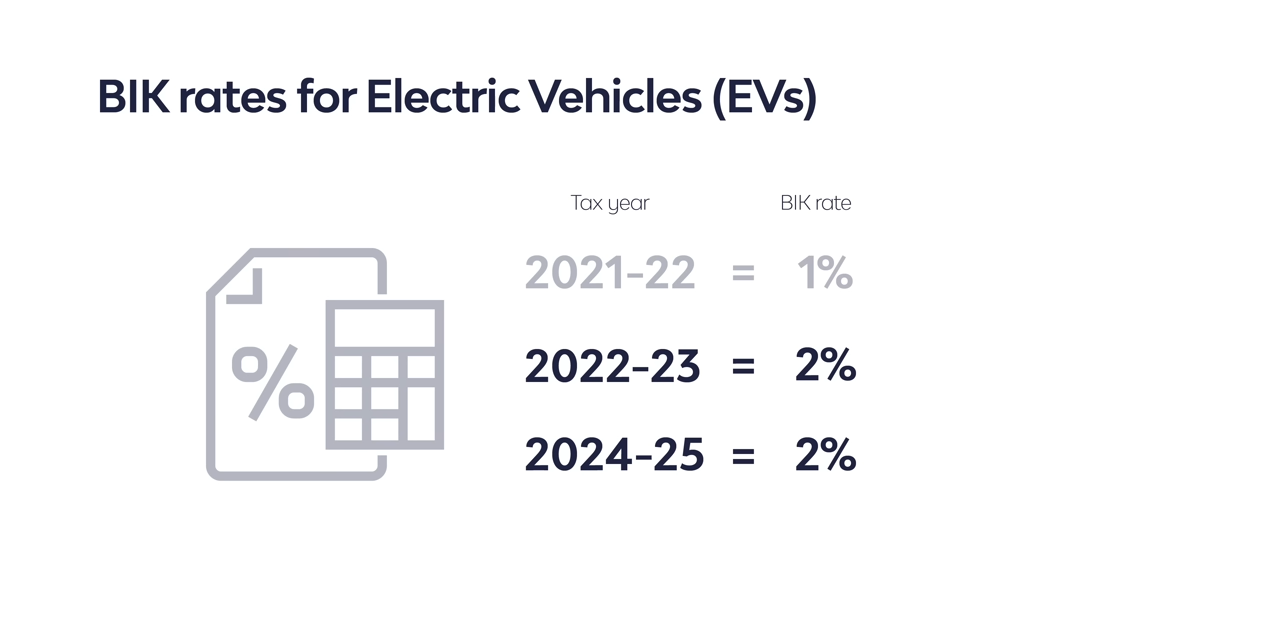 BIK rates for Electric Vehicles (EVs)
Tax year BIK rate
2021-22 = 1%
2022-23 = 2%
2024-25 = 2%
%